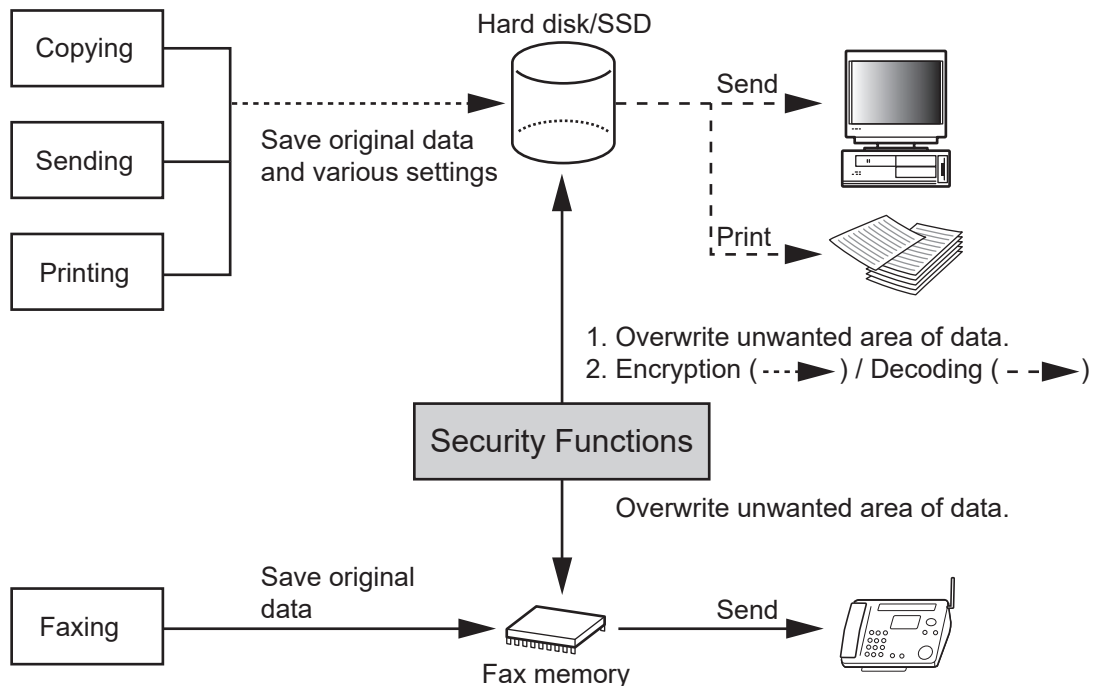 Hard disk/SSD
Copying
Sending
Printing
Save original data
and various settings
Send
Print
1. Overwrite unwanted area of data.
2. Encryption ( ) / Decoding ( )
Security Functions
Overwrite unwanted area of data.
Faxing
Save original
data
Send
Fax memory